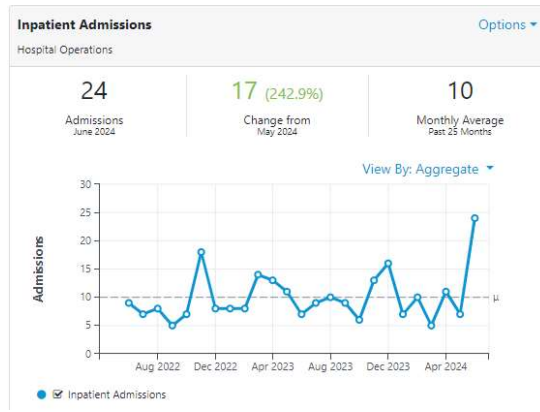 Inpatient Admissions
Options
Hospital Operations
24
17 (242.9%)
10
Admissions
June 2024
Change from
May 2024
Monthly Average
Past 25 Months
View By: Aggregate
30
25
20
15
10
5
0
Admissions
μ
Aug 2022 Dec 2022 Apr 2023 Aug 2023 Dec 2023 Apr 2024
Inpatient Admissions